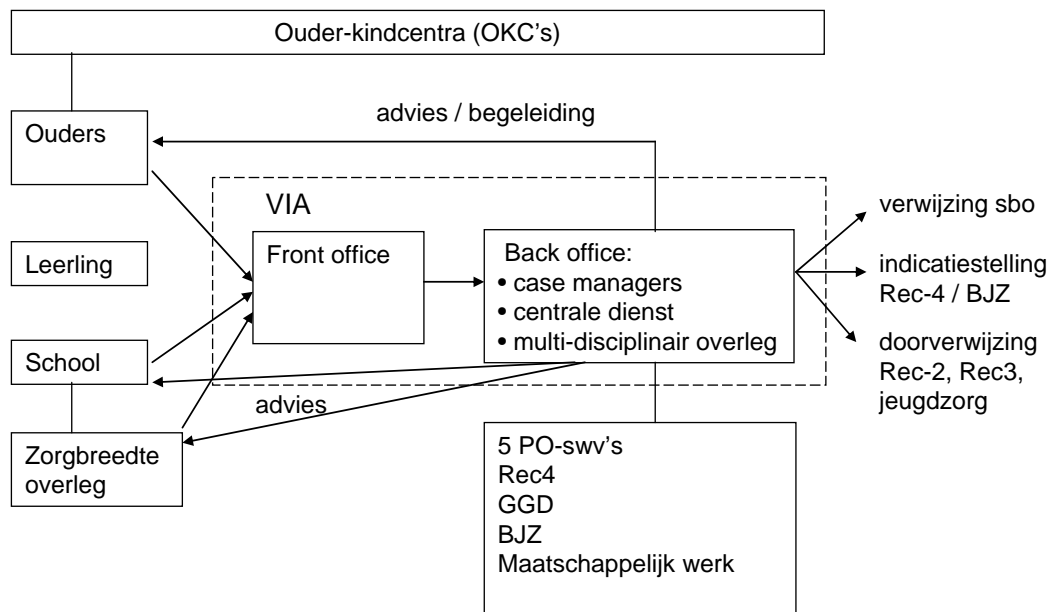 Ouder-kindcentra (OKC's)
advies / begeleiding
Ouders
VIA
verwijzing sbo
Front office
Back office:
• case managers
• centrale dienst
• multi-disciplinair overleg
Leerling
indicatiestelling
Rec-4 / BJZ
School
doorverwijzing
Rec-2, Rec3,
jeugdzorg
advies
Zorgbreedte
overleg
5 PO-swv's
Rec4
GGD
BJZ
Maatschappelijk werk